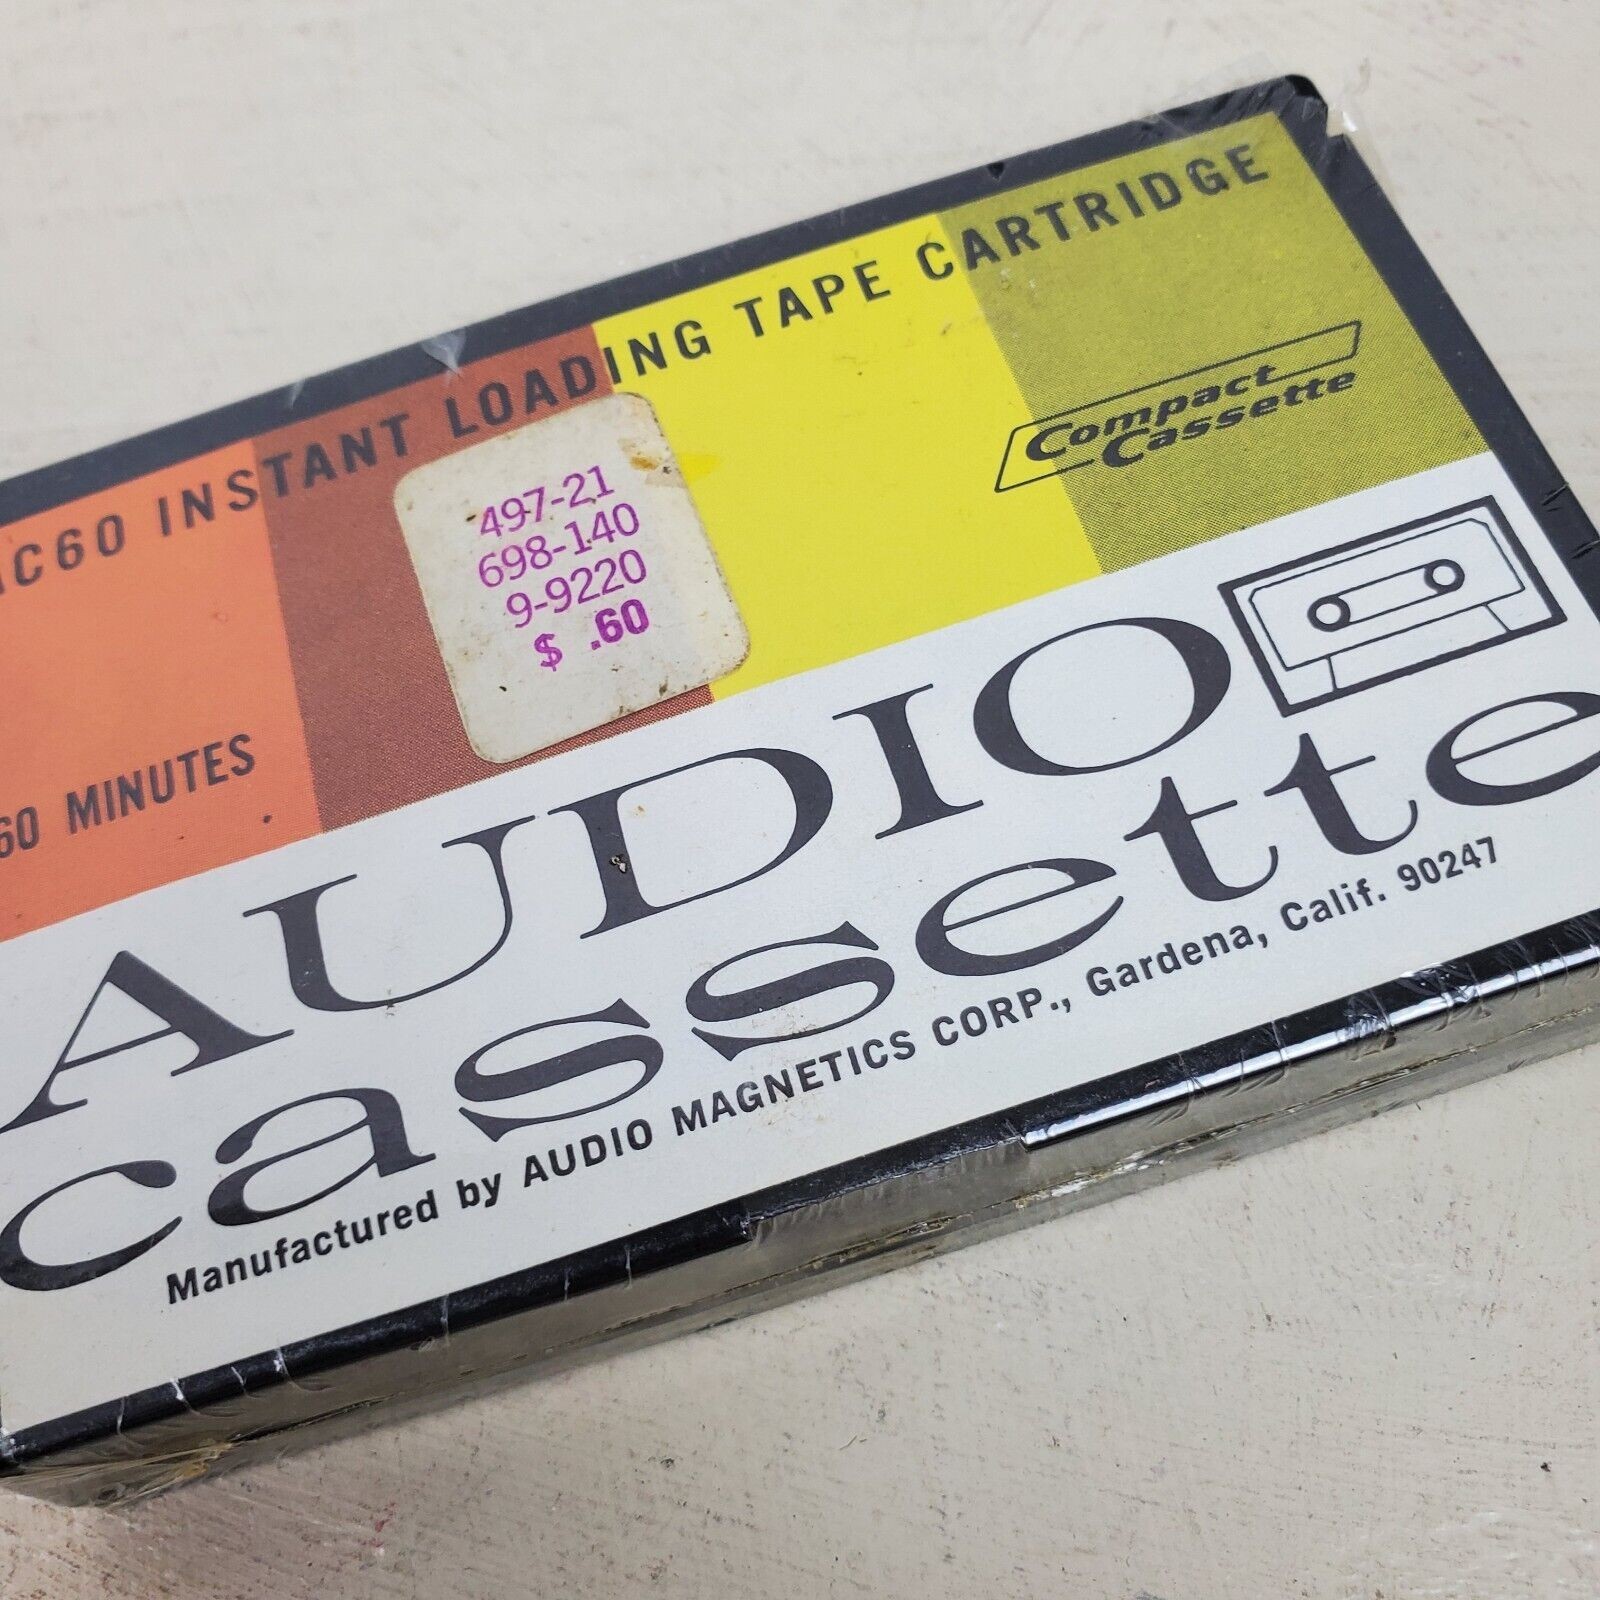 C60 INSTANT LOADING TAPE CARTRIDGE
Compact
Cassette
497-21
698-140
9-9220
$ .60
60 MINUTES
AUDIO
cassette
Manufactured by AUDIO MAGNETICS CORP., Gardena, Calif. 90247